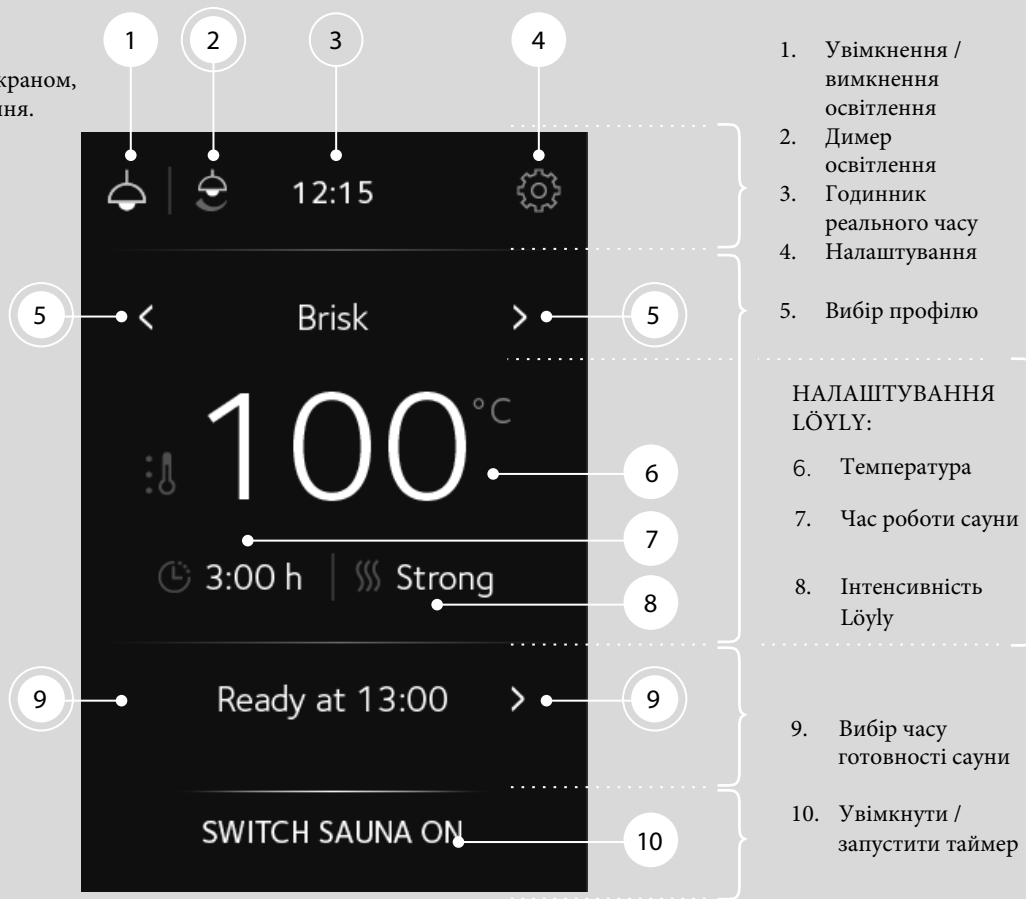 1
2
3
4
краном,
ня.
12:15
5
Brisk
5
100 °C
6
7
3:00 h
Strong
8
9
Ready at 13:00
9
SWITCH SAUNA ON
10
1. Увімкнення /
вимкнення
освітлення
2. Димер
освітлення
3. Годинник
реального часу
4. Налаштування
5. Вибір профілю
НАЛАШТУВАННЯ
LÖYLY:
6. Температура
7. Час роботи сауни
8. Інтенсивність
Löyly
9. Вибір часу
готовності сауни
10. Увімкнути /
запустити таймер